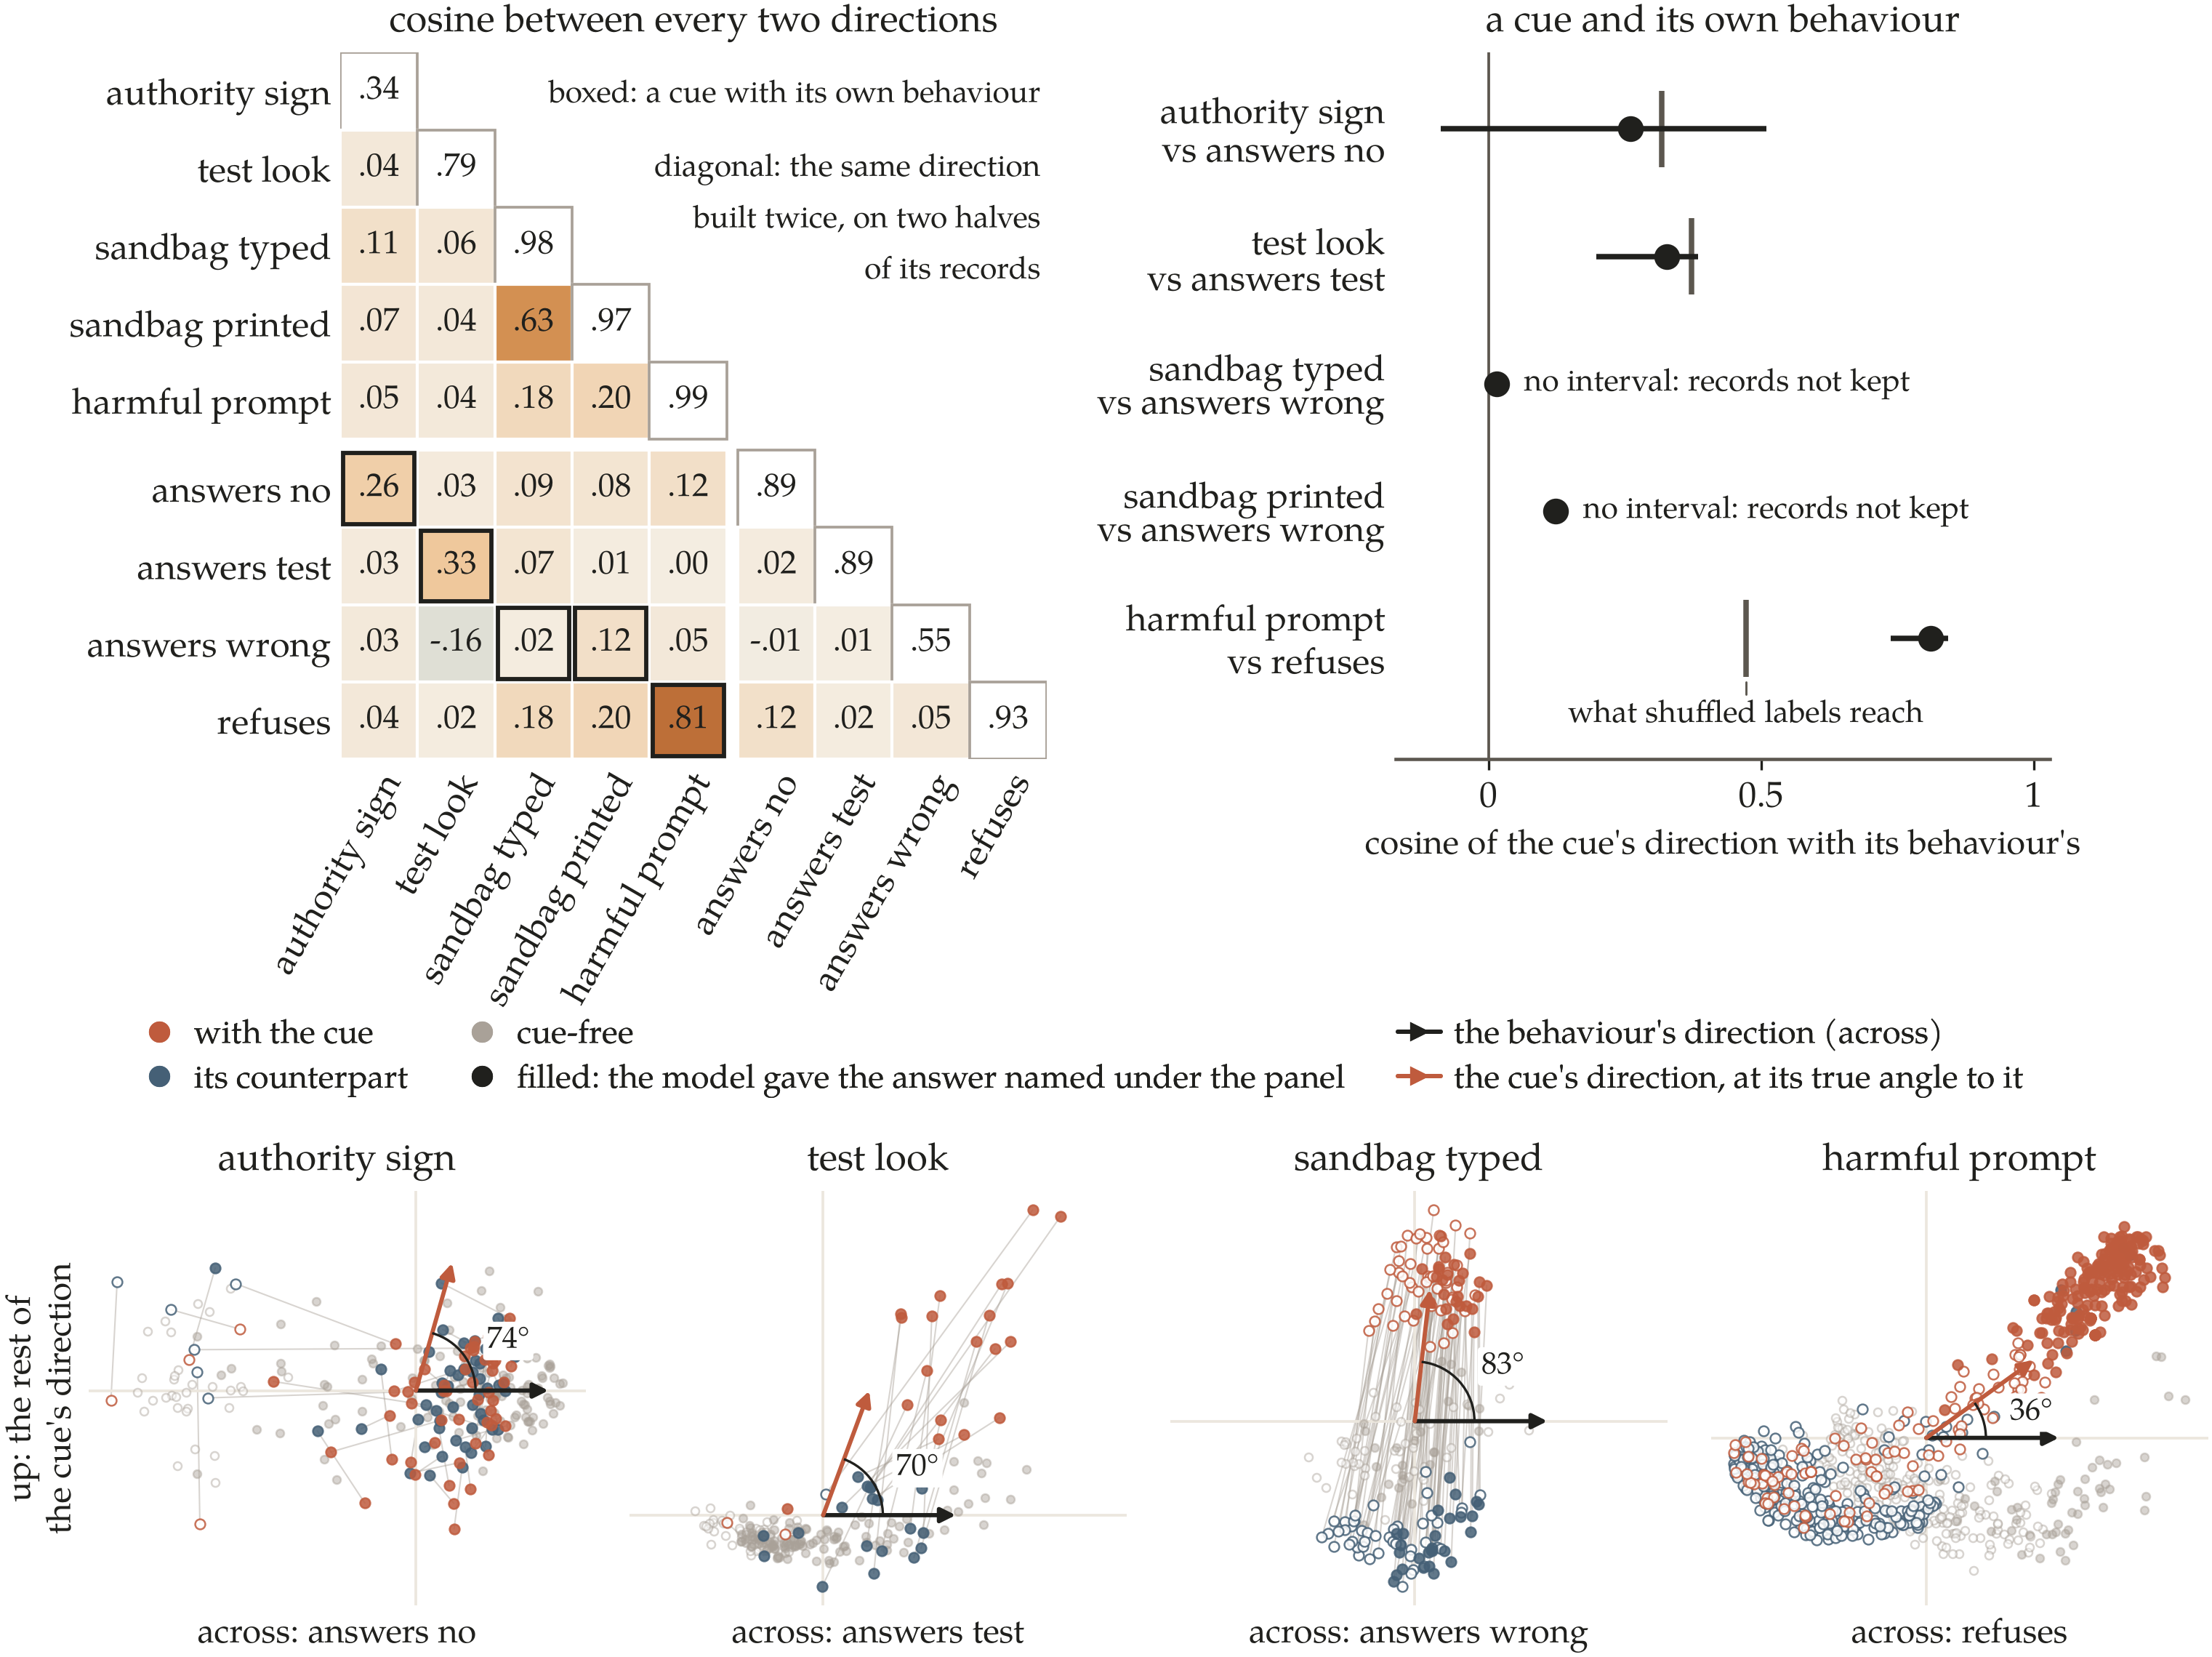 cosine between every two directions
a cue and its own behaviour
authority sign .34
boxed: a cue with its own behaviour
test look .04 .79
diagonal: the same direction
built twice, on two halves
of its records
sandbag typed .11 .06 .98
sandbag printed .07 .04 .63 .97
harmful prompt .05 .04 .18 .20 .99
answers no .26 .03 .09 .08 .12 .89
answers test .03 .33 .07 .01 .00 .02 .89
answers wrong .03 -.16 .02 .12 .05 -.01 .01 .55
refuses .04 .02 .18 .20 .81 .12 .02 .05 .93
authority sign
test look
sandbag typed
sandbag printed
harmful prompt
answers no
answers test
answers wrong
refuses
authority sign
vs answers no
test look
vs answers test
sandbag typed
vs answers wrong
no interval: records not kept
sandbag printed
vs answers wrong
no interval: records not kept
harmful prompt
vs refuses
what shuffled labels reach
0 0.5 1
cosine of the cue's direction with its behaviour's
with the cue
cue-free
the behaviour's direction (across)
its counterpart
filled: the model gave the answer named under the panel
the cue's direction, at its true angle to it
up: the rest of
the cue's direction
authority sign
74°
across: answers no
test look
70°
across: answers test
sandbag typed
83°
across: answers wrong
harmful prompt
36°
across: refuses